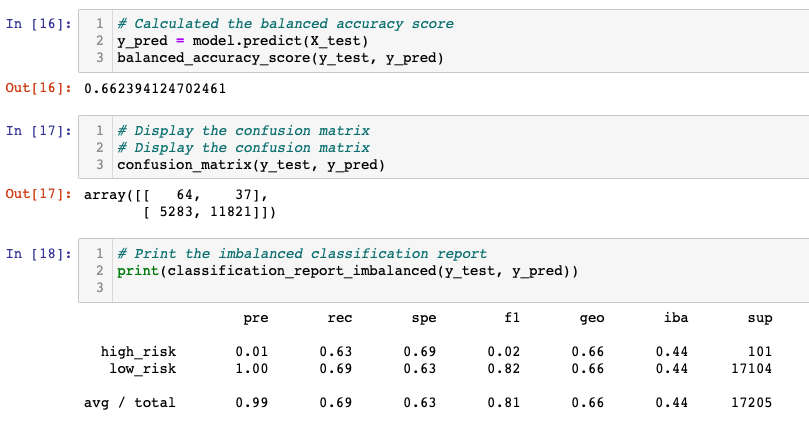 In [16]: 1 # Calculated the balanced accuracy score
2 y_pred = model.predict(X_test)
3 balanced_accuracy_score(y_test, y_pred)
Out[16]: 0.662394124702461
In [17]: 1 # Display the confusion matrix
2 # Display the confusion matrix
3 confusion_matrix(y_test, y_pred)
Out[17]: array([[   64,    37],
       [ 5283, 11821]])
In [18]: 1 # Print the imbalanced classification report
2 print(classification_report_imbalanced(y_test, y_pred))
3
pre rec spe f1 geo iba sup
high_risk 0.01 0.63 0.69 0.02 0.66 0.44 101
low_risk 1.00 0.69 0.63 0.82 0.66 0.44 17104
avg / total 0.99 0.69 0.63 0.81 0.66 0.44 17205